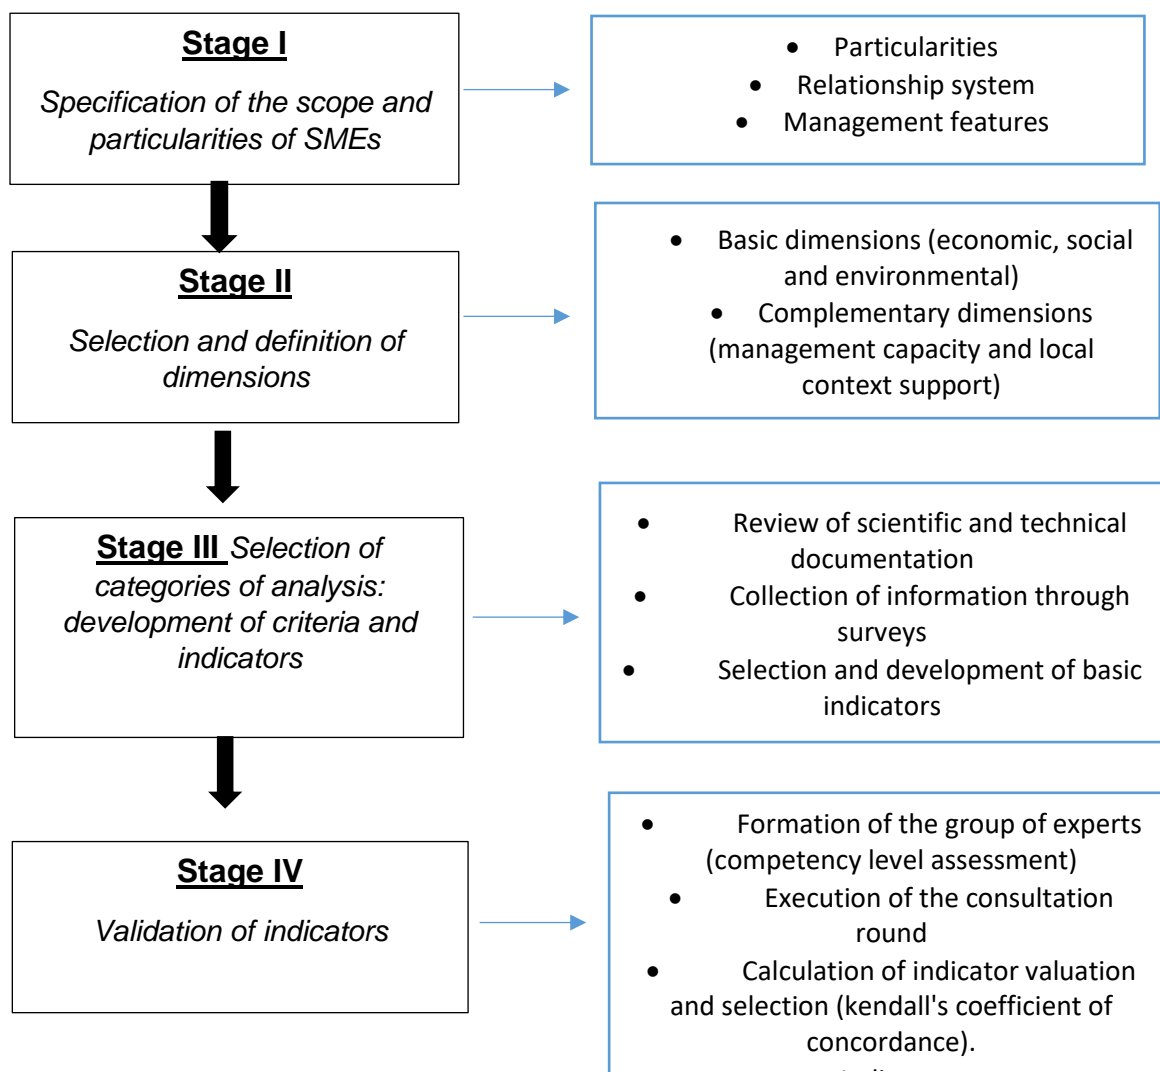 Stage I
Specification of the scope and
particularities of SMEs
• Particularities
• Relationship system
• Management features
Stage II
Selection and definition of
dimensions
• Basic dimensions (economic, social
and environmental)
• Complementary dimensions
(management capacity and local
context support)
Stage III Selection of
categories of analysis:
development of criteria and
indicators
• Review of scientific and technical
documentation
• Collection of information through
surveys
• Selection and development of basic
indicators
Stage IV
Validation of indicators
• Formation of the group of experts
(competency level assessment)
• Execution of the consultation
round
• Calculation of indicator valuation
and selection (kendall's coefficient of
concordance).